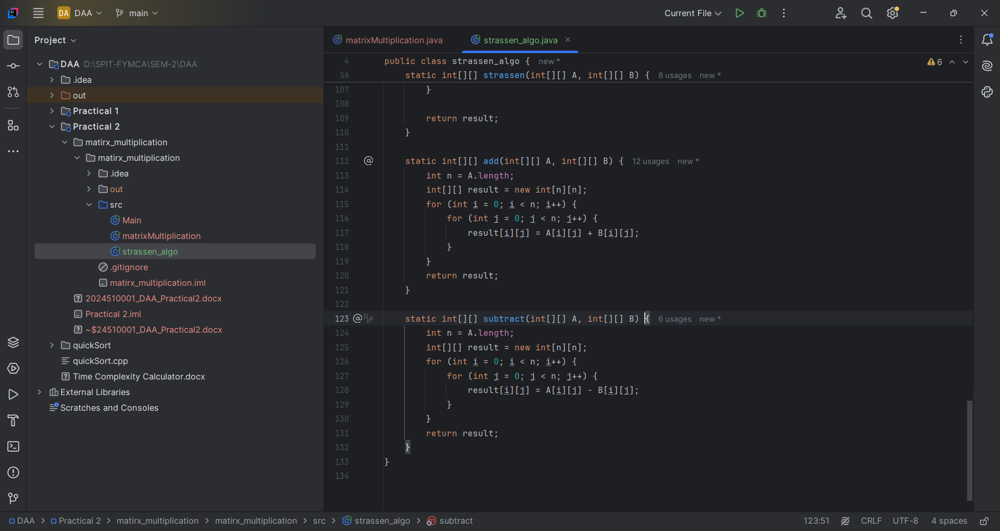 DA DAA main Current File
Project
DAA D:\SPIT-FYMCA\SEM-2\DAA
.idea
out
Practical 1
Practical 2
matirx_multiplication
matirx_multiplication
.idea
out
src
Main
matrixMultiplication
strassen_algo
.gitignore
matirx_multiplication.iml
2024510001_DAA_Practical2.docx
Practical 2.iml
~$24510001_DAA_Practical2.docx
quickSort
quickSort.cpp
Time Complexity Calculator.docx
External Libraries
Scratches and Consoles
matrixMultiplication.java strassen_algo.java
4 public class strassen_algo { new *
6
56 static int[][] strassen(int[][] A, int[][] B) { 8 usages new *
107 }
108
109 return result;
110 }
111
112 @ static int[][] add(int[][] A, int[][] B) { 12 usages new *
113 int n = A.length;
114 int[][] result = new int[n][n];
115 for (int i = 0; i < n; i++) {
116 for (int j = 0; j < n; j++) {
117 result[i][j] = A[i][j] + B[i][j];
118 }
119 }
120 return result;
121 }
122
123 @ static int[][] subtract(int[][] A, int[][] B) { 6 usages new *
124 int n = A.length;
125 int[][] result = new int[n][n];
126 for (int i = 0; i < n; i++) {
127 for (int j = 0; j < n; j++) {
128 result[i][j] = A[i][j] - B[i][j];
129 }
130 }
131 return result;
132 }
133 }
134
DAA > Practical 2 > matirx_multiplication > matirx_multiplication > src > strassen_algo > subtract 123:51 CRLF UTF-8 4 spaces